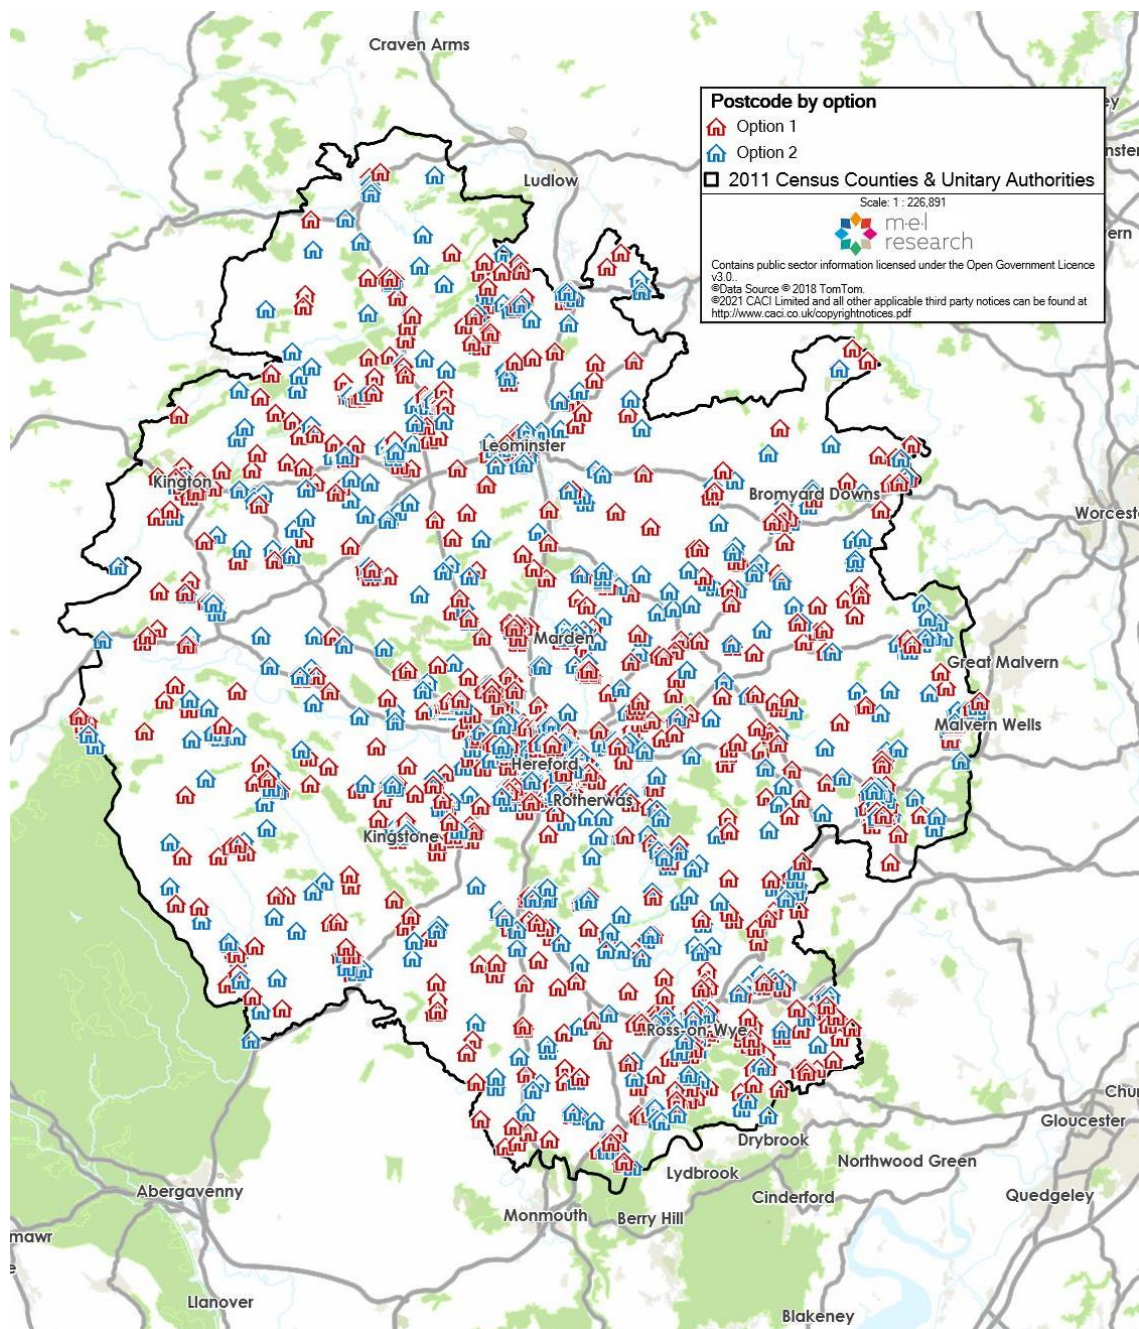 Craven Arms
Postcode by option
Option 1
Option 2
2011 Census Counties & Unitary Authorities
Scale: 1 : 226,891
m·e·l
research
Contains public sector information licensed under the Open Government Licence
v3.0..
©Data Source © 2018 TomTom.
©2021 CACI Limited and all other applicable third party notices can be found at
http://www.caci.co.uk/copyrightnotices.pdf
Ludlow
Leominster
Kington
Bromyard Downs
Worcest
Marden
Great Malvern
Malvern Wells
Hereford
Rotherwas
Kingstone
Ross-on-Wye
Chu
Gloucester
Drybrook
Northwood Green
Lydbrook
Abergavenny
Cinderford
Quedgeley
Monmouth
Berry Hill
mawr
Llanover
Blakeney